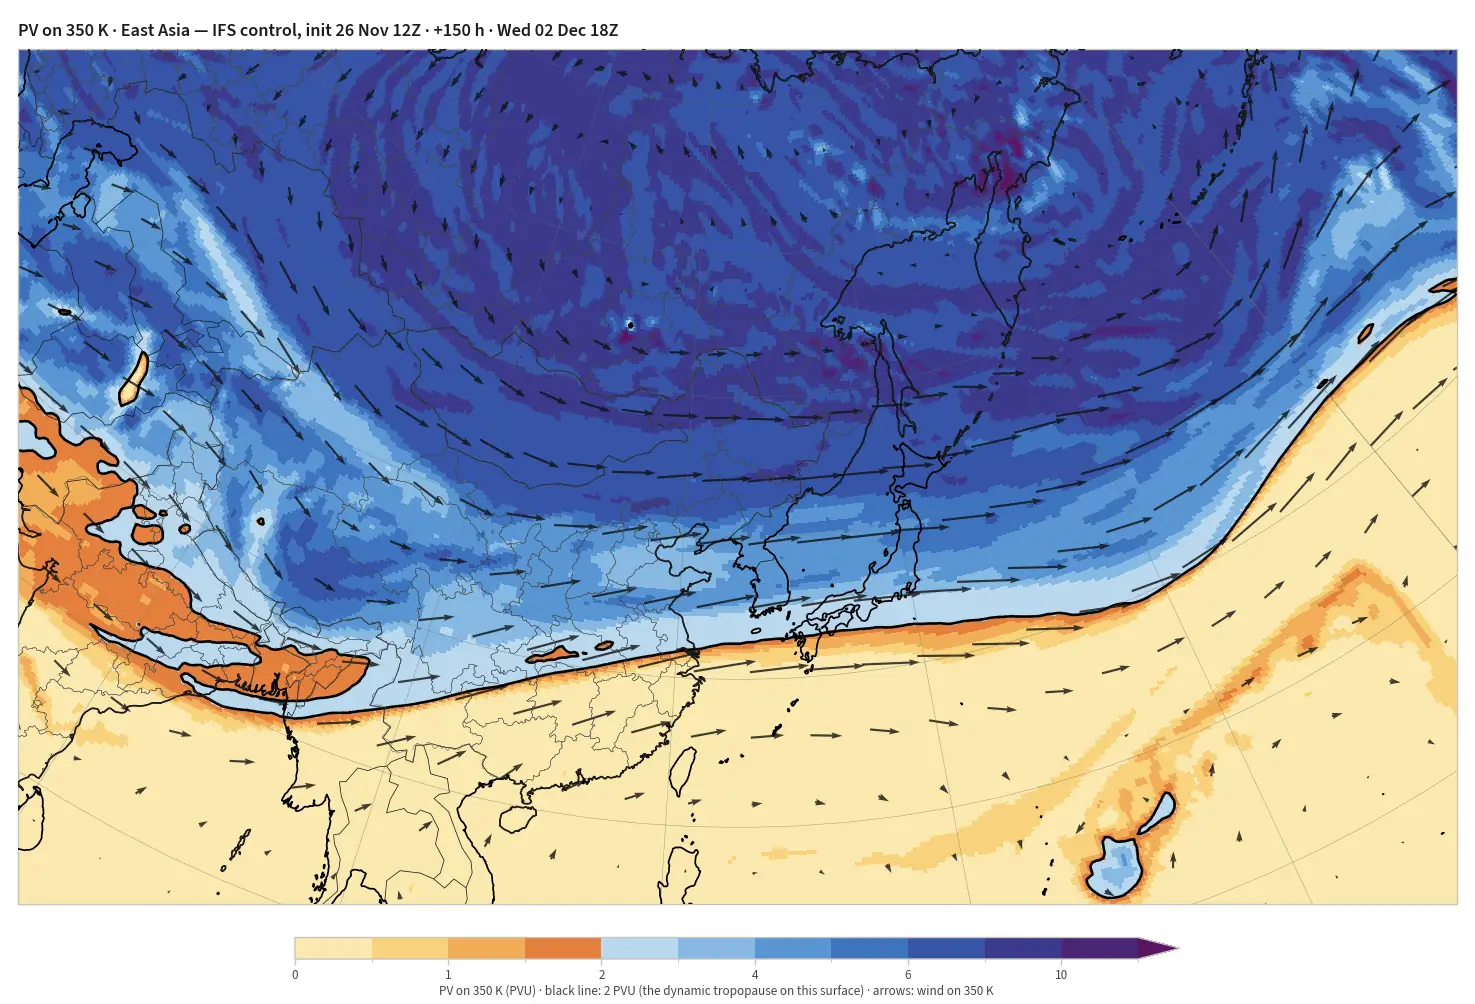 PV on 350 K · East Asia — IFS control, init 26 Nov 12Z · +150 h · Wed 02 Dec 18Z
0 1 2 4 6 10
PV on 350 K (PVU) · black line: 2 PVU (the dynamic tropopause on this surface) · arrows: wind on 350 K